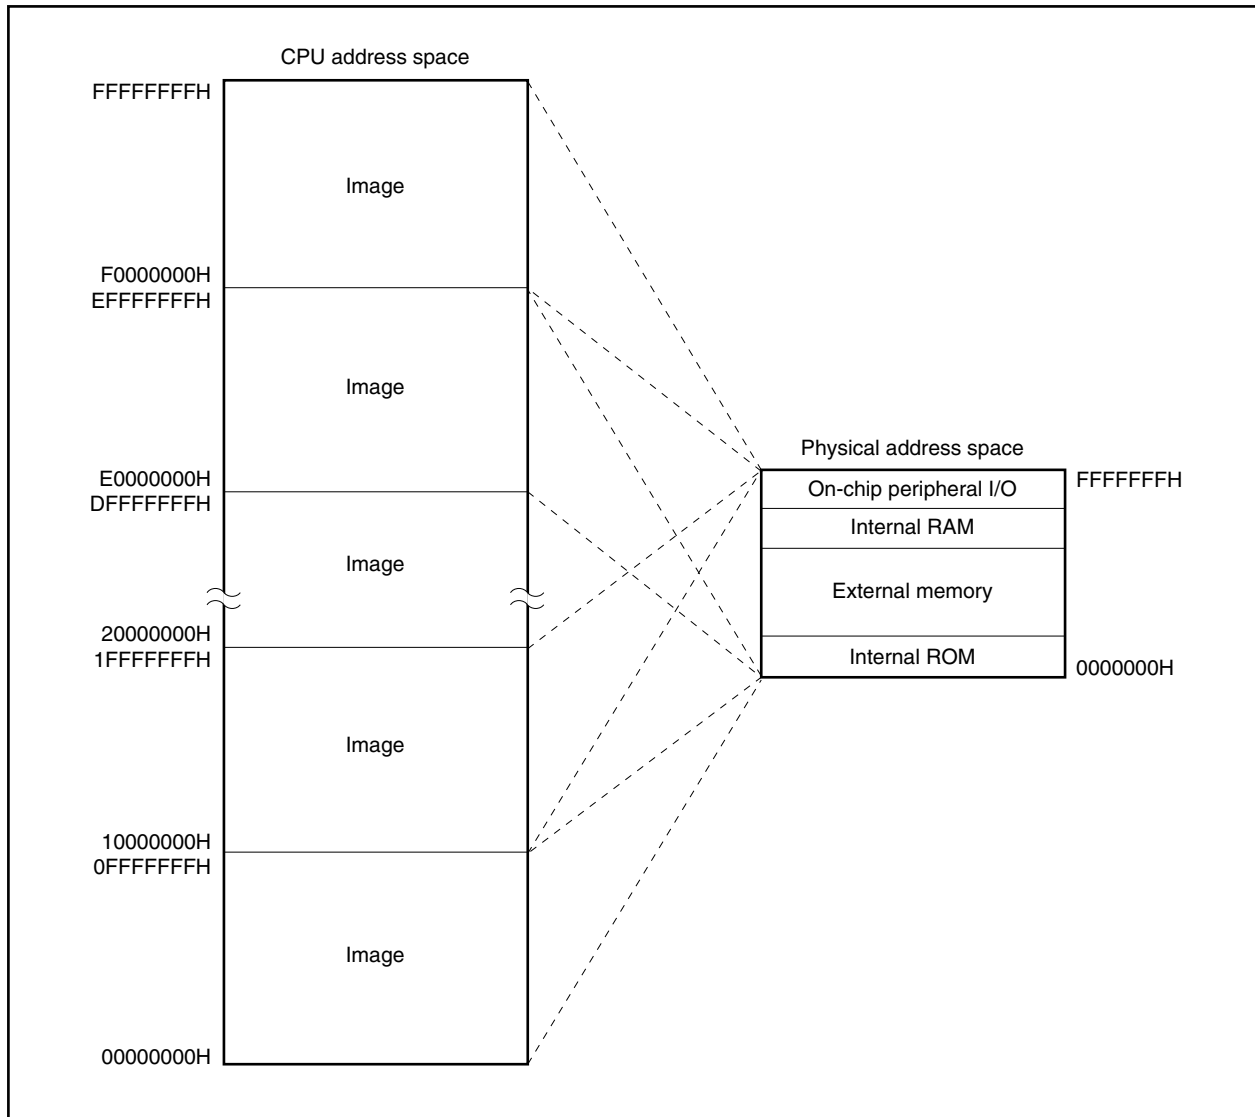 CPU address space
FFFFFFFFH
Image
F0000000H
EFFFFFFFH
Image
E0000000H
DFFFFFFFH
Image
20000000H
1FFFFFFFH
Image
10000000H
0FFFFFFFH
Image
00000000H
Physical address space
On-chip peripheral I/O
FFFFFFFH
Internal RAM
External memory
Internal ROM
0000000H